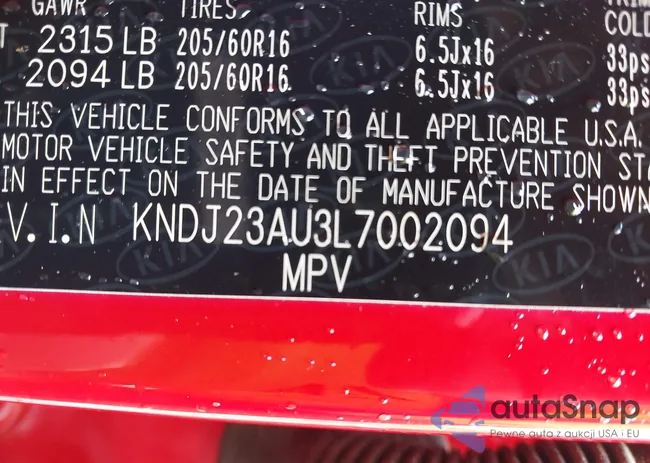 GAWR TIRES RIMS
COLD
2315 LB 205/60R16 6.5Jx16 33ps
2094 LB 205/60R16 6.5Jx16 33ps
THIS VEHICLE CONFORMS TO ALL APPLICABLE U.S.A.
MOTOR VEHICLE SAFETY AND THEFT PREVENTION STA
IN EFFECT ON THE DATE OF MANUFACTURE SHOWN
V.I.N KNDJ23AU3L7002094
MPV
autaSnap
Pewne auta z aukcji USA i EU